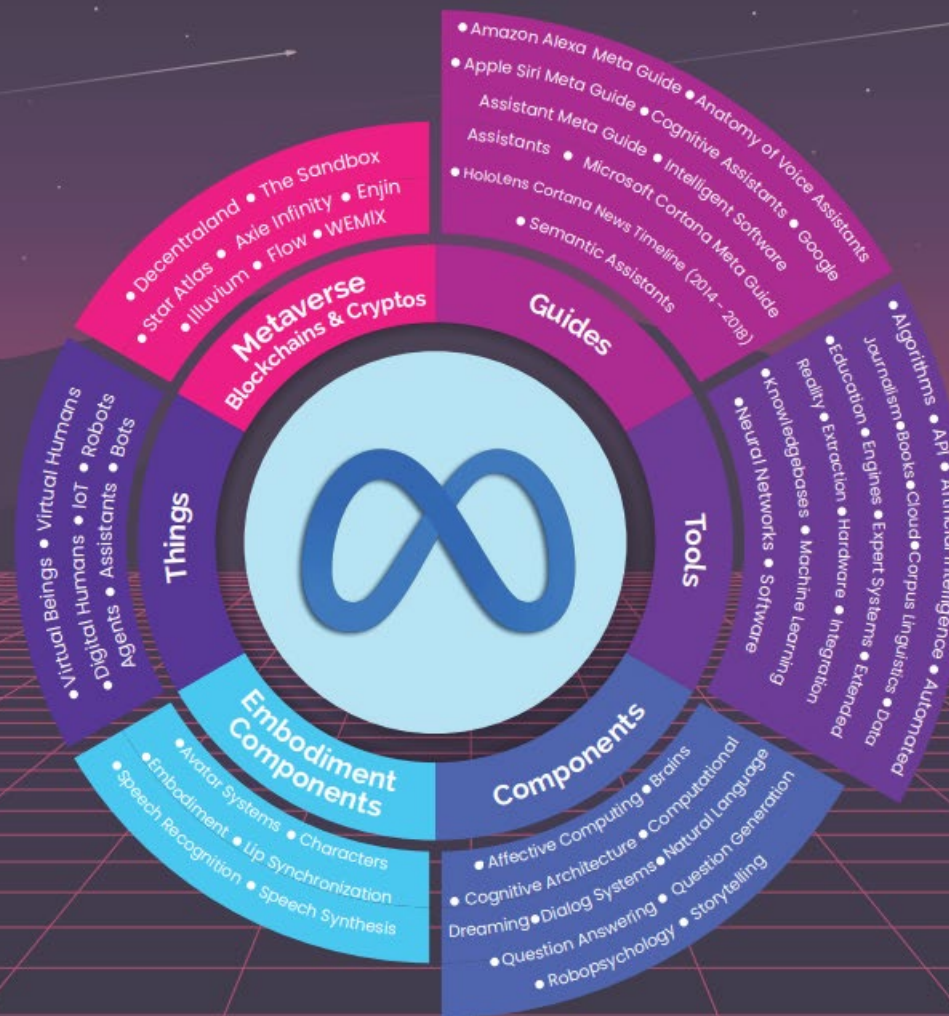 Metaverse
Blockchains & Cryptos
• Decentraland • The Sandbox
• Star Atlas • Axie Infinity • Enjin
• Illuvium • Flow • WEMIX
Guides
• Amazon Alexa Meta Guide • Anatomy of Voice Assistants
• Apple Siri Meta Guide • Cognitive Assistants • Google
Assistant Meta Guide • Intelligent Software
Assistants • Microsoft Cortana Meta Guide
• HoloLens Cortana News Timeline (2014 - 2018)
• Semantic Assistants
Tools
• Algorithms • API • Automated
Journalism • Books • Cloud • Corpus Linguistics • Data
• Education • Engines • Expert Systems • Extended
Reality • Extraction • Hardware • Integration
• Knowledgebases • Machine Learning
• Neural Networks • Software
Components
• Affective Computing • Brains
• Cognitive Architecture • Computational
Dreaming • Dialog Systems • Natural Language
• Question Answering • Question Generation
• Robopsychology • Storytelling
Embodiment
Components
• Avatar Systems • Characters
• Embodiment • Lip Synchronization
• Speech Recognition • Speech Synthesis
Things
• Virtual Beings • Virtual Humans
• Digital Humans • IoT • Robots
Agents • Assistants • Bots